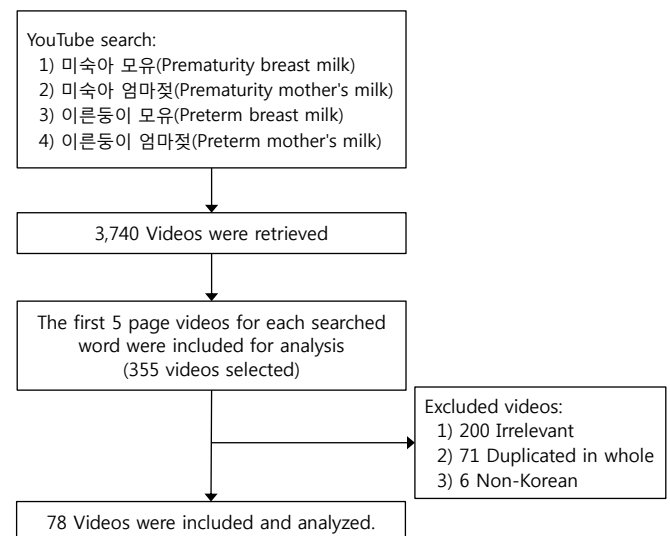 YouTube search:
1) 미숙아 모유(Prematurity breast milk)
2) 미숙아 엄마젖(Prematurity mother's milk)
3) 이른둥이 모유(Preterm breast milk)
4) 이른둥이 엄마젖(Preterm mother's milk)
3,740 Videos were retrieved
The first 5 page videos for each searched
word were included for analysis
(355 videos selected)
Excluded videos:
1) 200 Irrelevant
2) 71 Duplicated in whole
3) 6 Non-Korean
78 Videos were included and analyzed.